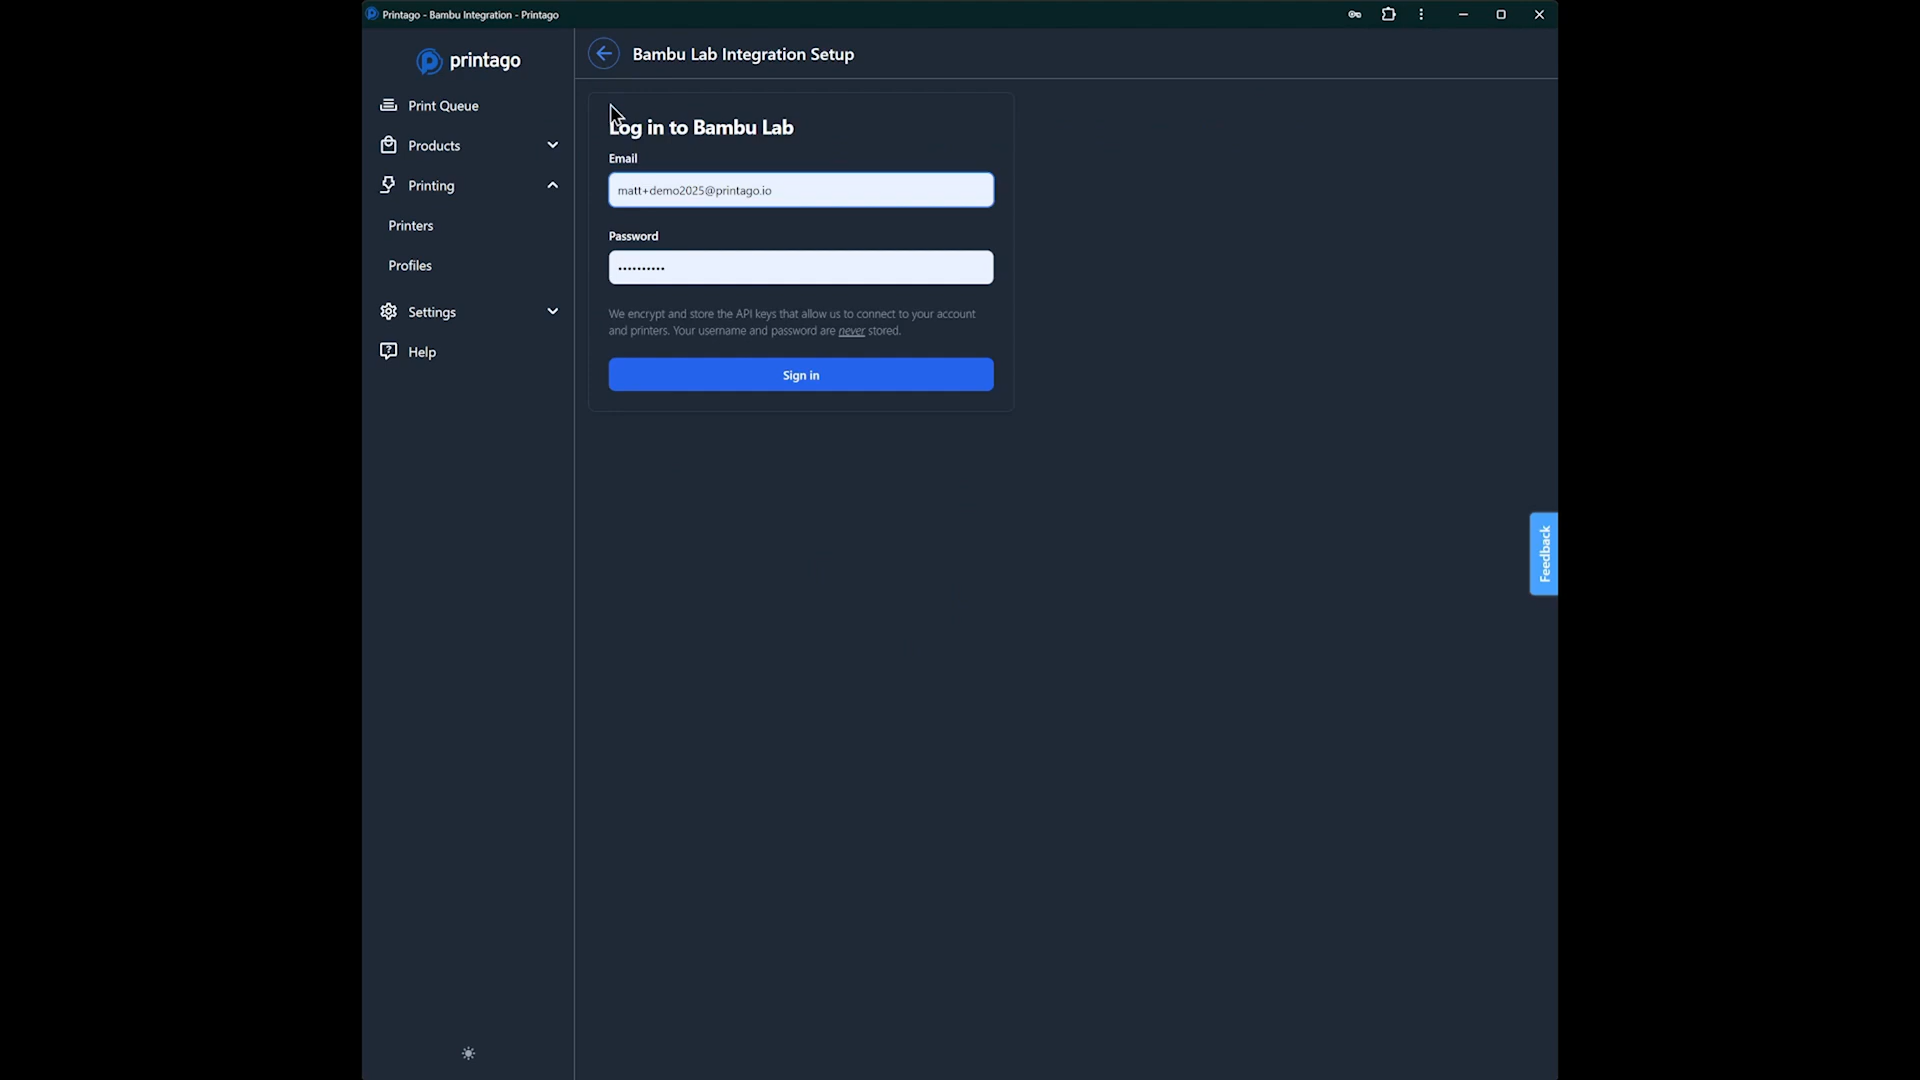 Printago - Bambu Integration - Printago
printago
Bambu Lab Integration Setup
Print Queue
Products
Printing
Printers
Profiles
Settings
Help
Log in to Bambu Lab
Email
matt+demo2025@printago.io
Password
••••••••••
We encrypt and store the API keys that allow us to connect to your account
and printers. Your username and password are never stored.
Sign in
Feedback